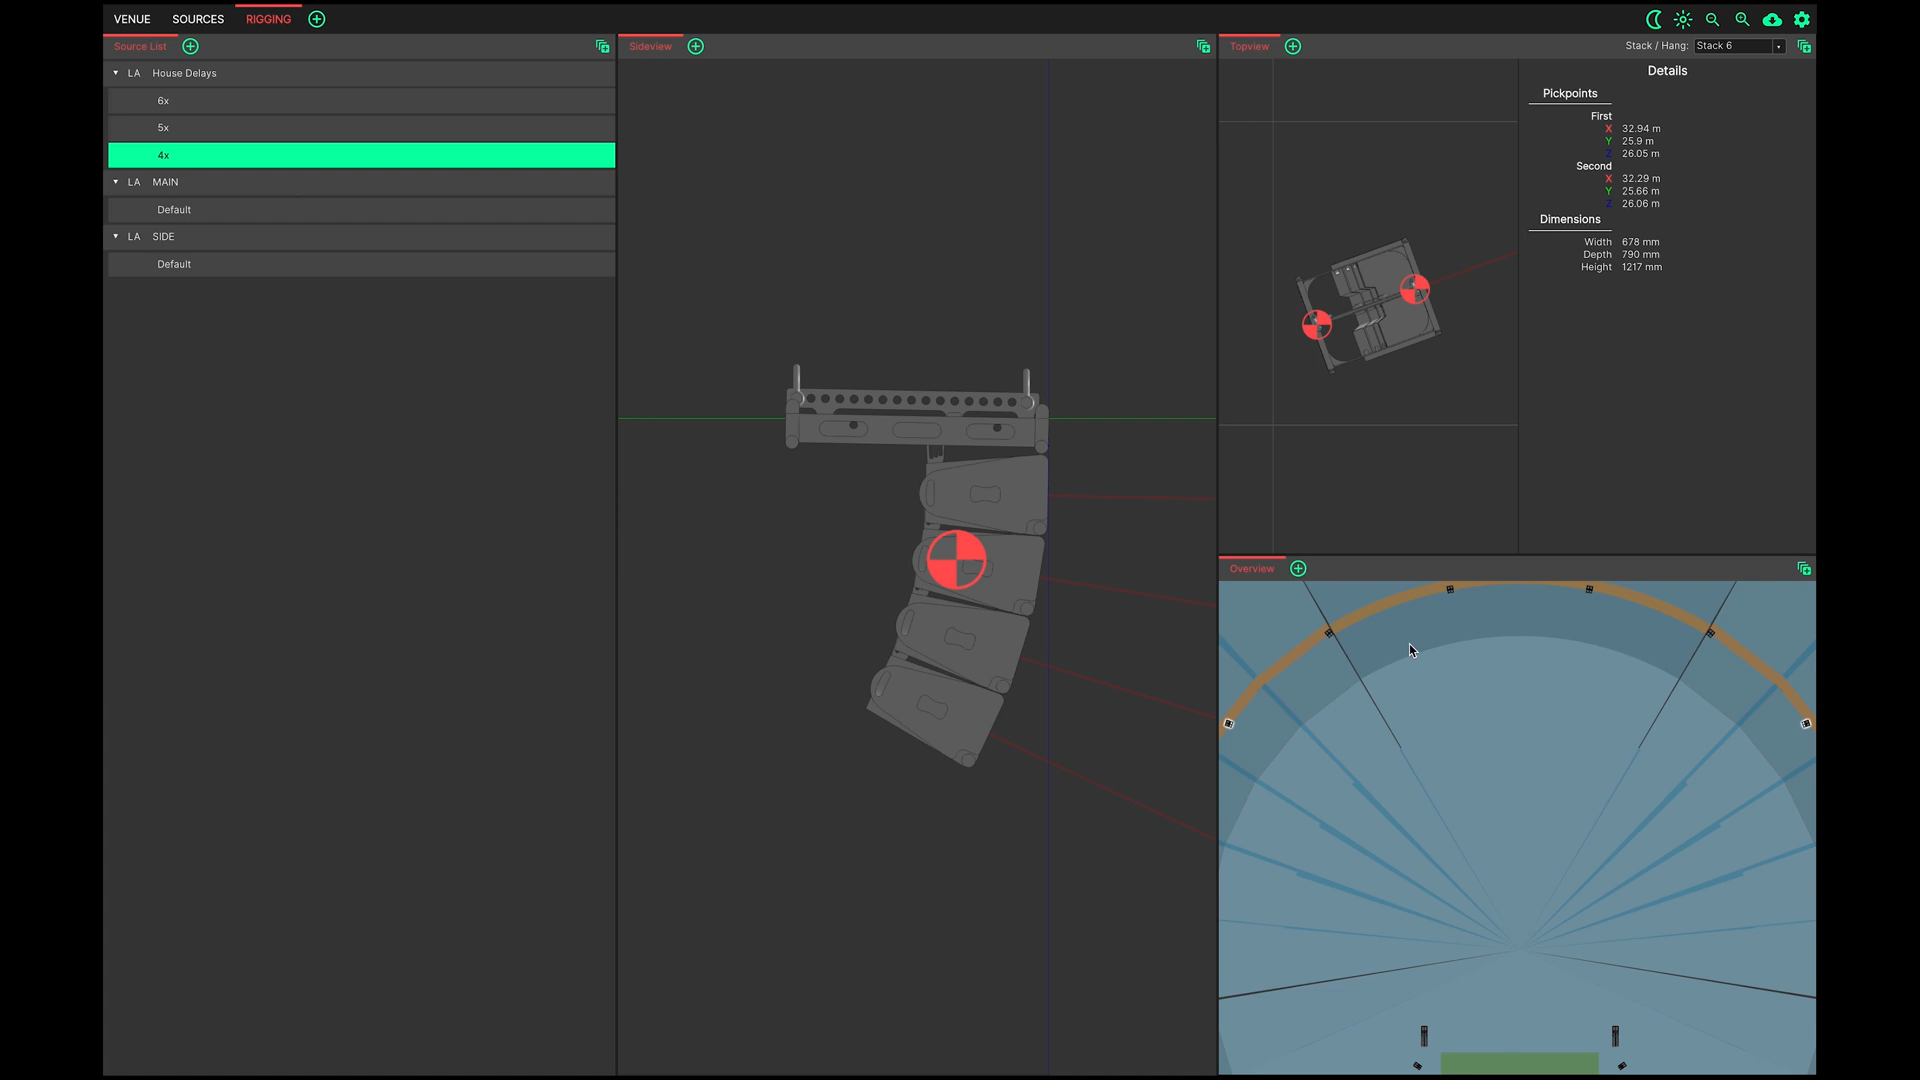 VENUE SOURCES RIGGING
Source List
Sideview
Topview
Stack / Hang: Stack 6
LA House Delays
6x
5x
4x
LA MAIN
Default
LA SIDE
Default
Details
Pickpoints
First
X 32.94 m
Y 25.9 m
Z 26.05 m
Second
X 32.29 m
Y 25.66 m
Z 26.06 m
Dimensions
Width 678 mm
Depth 790 mm
Height 1217 mm
Overview